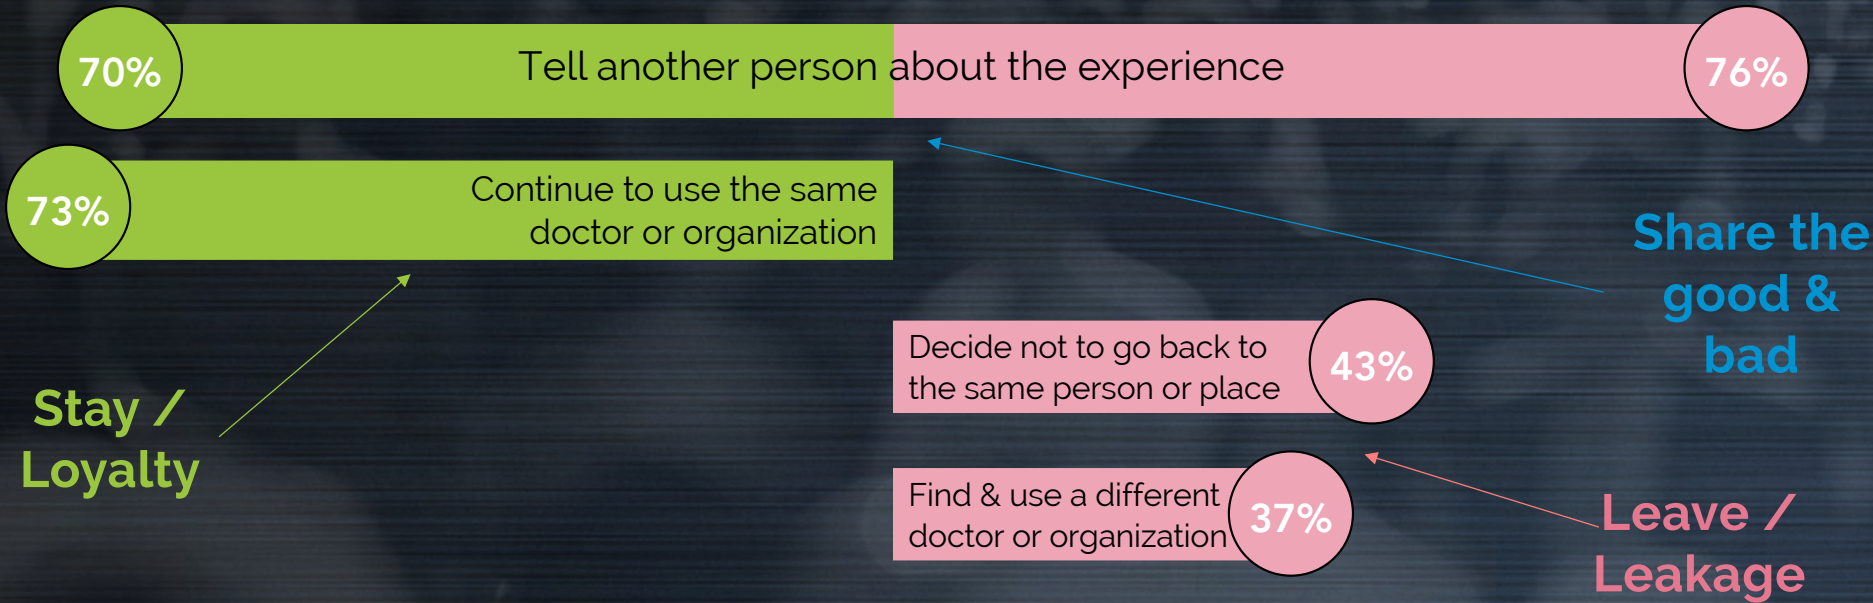 70%
Tell another person about the experience
76%
73%
Continue to use the same
doctor or organization
Share the
good &
bad
Decide not to go back to
the same person or place
43%
Stay /
Loyalty
Find & use a different
doctor or organization
37%
Leave /
Leakage